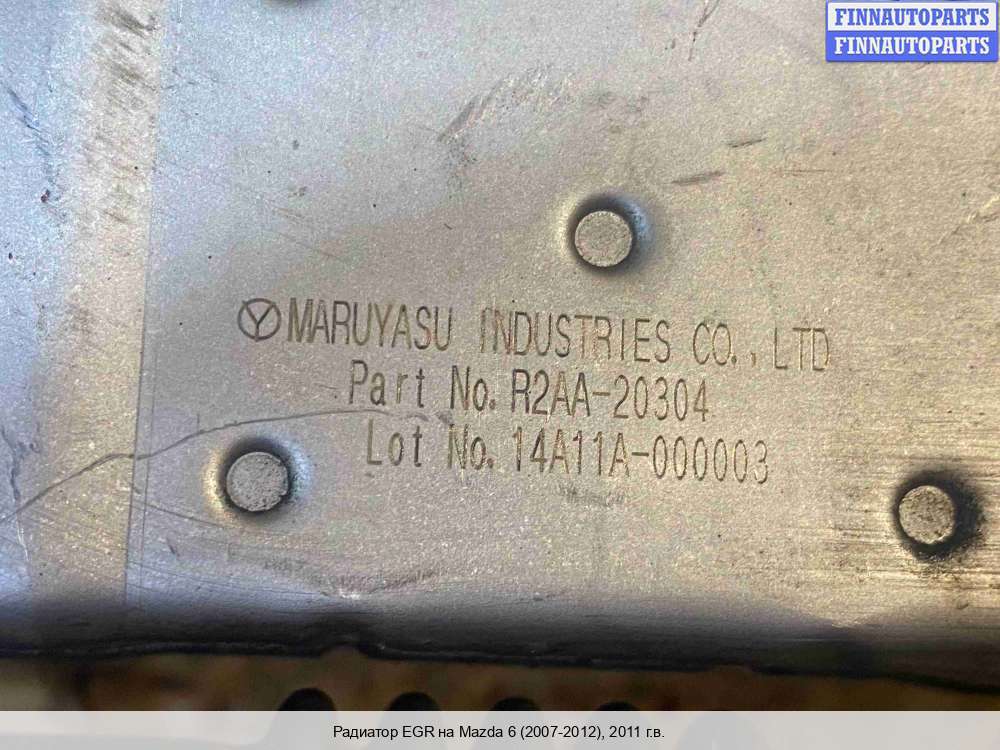 FINNAUTOPARTS
FINNAUTOPARTS
Y MARUYASU INDUSTRIES CO., LTD
Part No. R2AA-20304
Lot No. 14A11A-000003
Радиатор EGR на Mazda 6 (2007-2012), 2011 г.в.